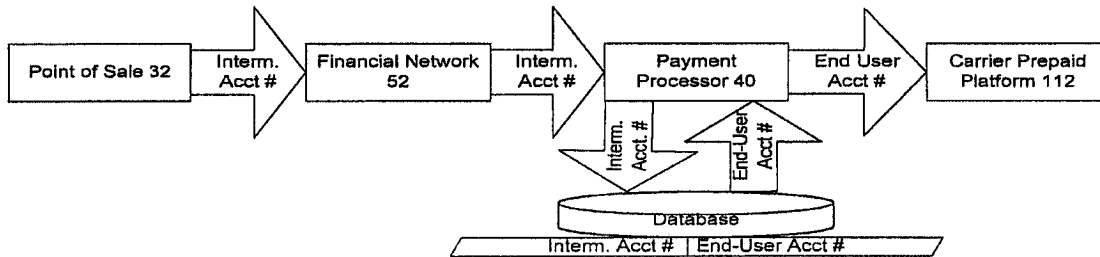 Point of Sale 32
Interm.
Acct #
Financial Network
52
Interm.
Acct #
Payment
Processor 40
End User
Acct #
Carrier Prepaid
Platform 112
Interm.
Acct. #
End-User
Acct #
Database
Interm. Acct # End-User Acct #